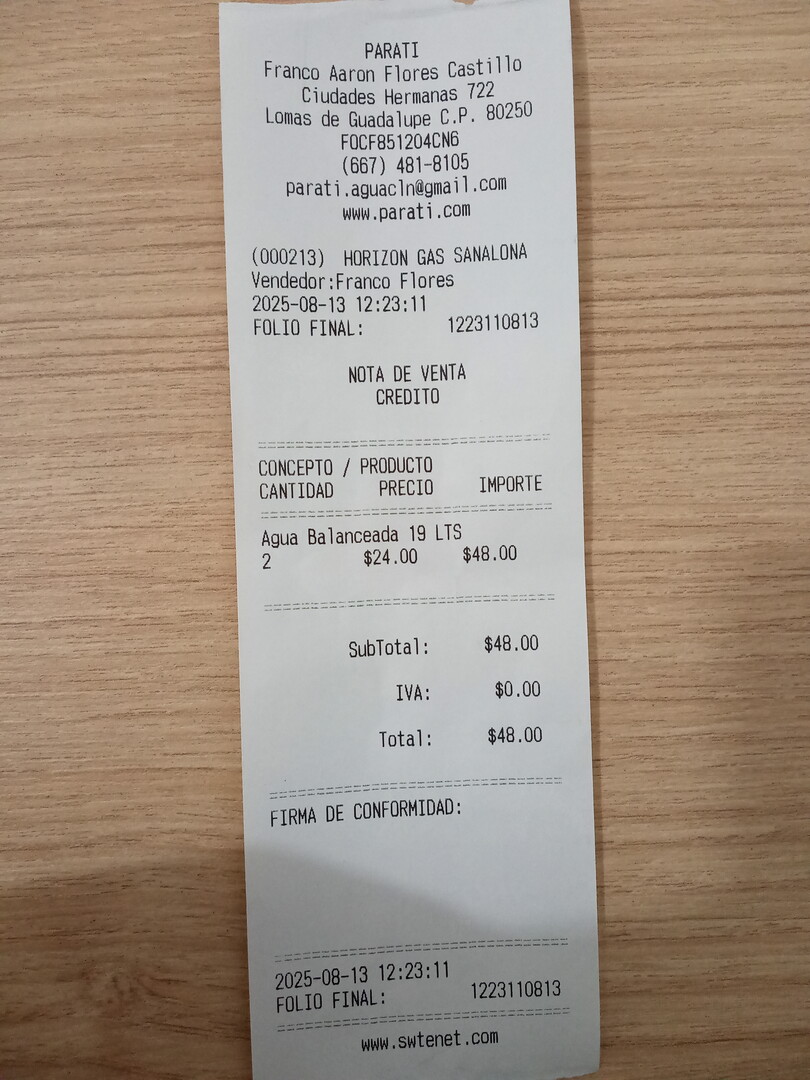 PARATI
Franco Aaron Flores Castillo
Ciudades Hermanas 722
Lomas de Guadalupe C.P. 80250
FOCF851204CN6
(667) 481-8105
parati.aguacln@gmail.com
www.parati.com
(000213) HORIZON GAS SANALONA
Vendedor:Franco Flores
2025-08-13 12:23:11
FOLIO FINAL: 1223110813
NOTA DE VENTA
CREDITO
CONCEPTO / PRODUCTO
CANTIDAD PRECIO IMPORTE
Agua Balanceada 19 LTS
2 $24.00 $48.00
SubTotal: $48.00
IVA: $0.00
Total: $48.00
FIRMA DE CONFORMIDAD:
2025-08-13 12:23:11
FOLIO FINAL: 1223110813
www.swtenet.com